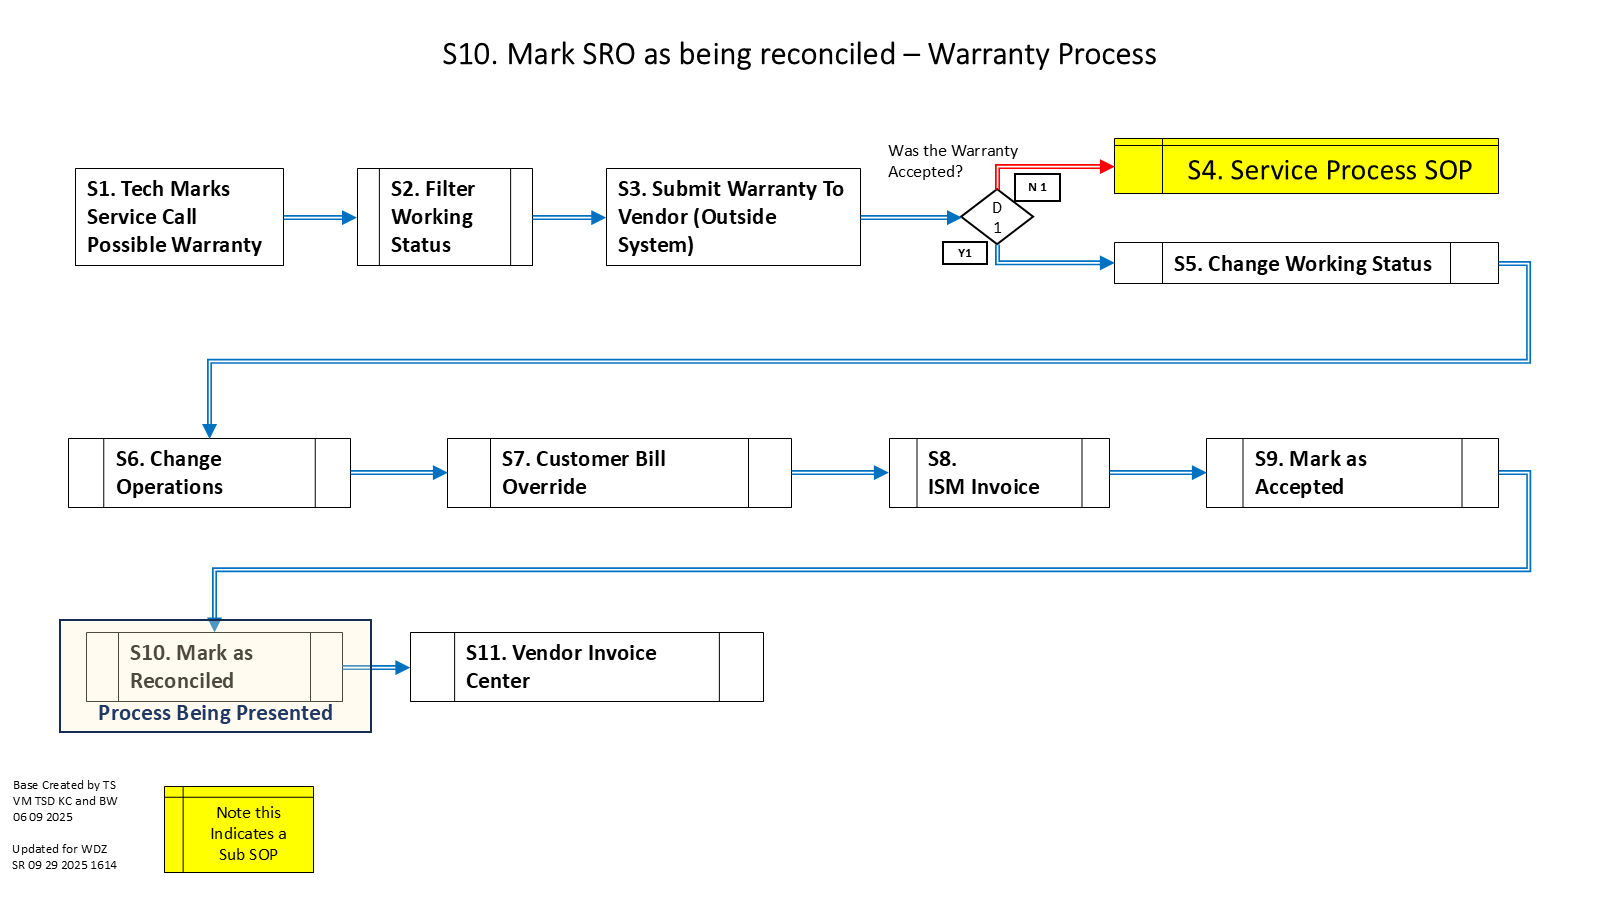 S10. Mark SRO as being reconciled – Warranty Process
S1. Tech Marks
Service Call
Possible Warranty
S2. Filter
Working
Status
S3. Submit Warranty To
Vendor (Outside
System)
Was the Warranty
Accepted?
D
1
N 1
Y1
S4. Service Process SOP
S5. Change Working Status
S6. Change
Operations
S7. Customer Bill
Override
S8.
ISM Invoice
S9. Mark as
Accepted
S10. Mark as
Reconciled
Process Being Presented
S11. Vendor Invoice
Center
Base Created by TS
VM TSD KC and BW
06 09 2025
Updated for WDZ
SR 09 29 2025 1614
Note this
Indicates a
Sub SOP